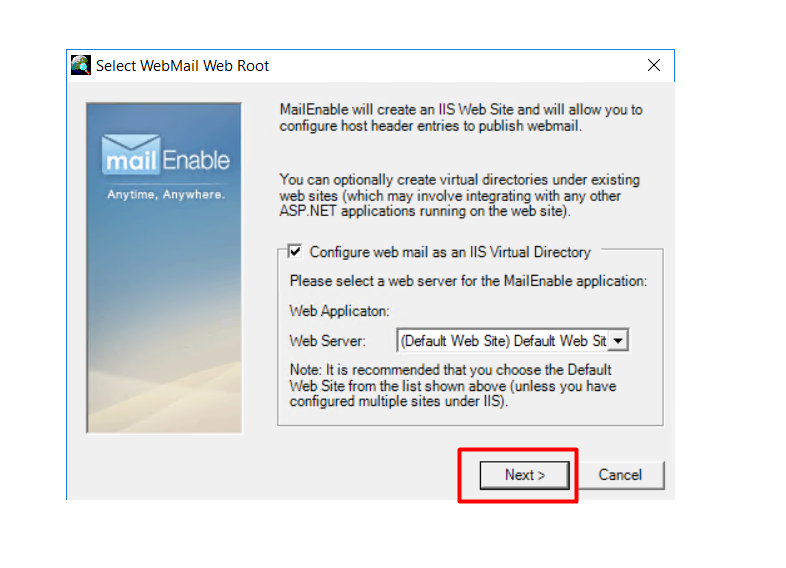 Select WebMail Web Root
mail Enable
Anytime, Anywhere.
MailEnable will create an IIS Web Site and will allow you to
configure host header entries to publish webmail.
You can optionally create virtual directories under existing
web sites (which may involve integrating with any other
ASP.NET applications running on the web site).
Configure web mail as an IIS Virtual Directory
Please select a web server for the MailEnable application:
Web Applicaton:
Web Server: (Default Web Site) Default Web Sit
Note: It is recommended that you choose the Default
Web Site from the list shown above (unless you have
configured multiple sites under IIS).
Next > Cancel